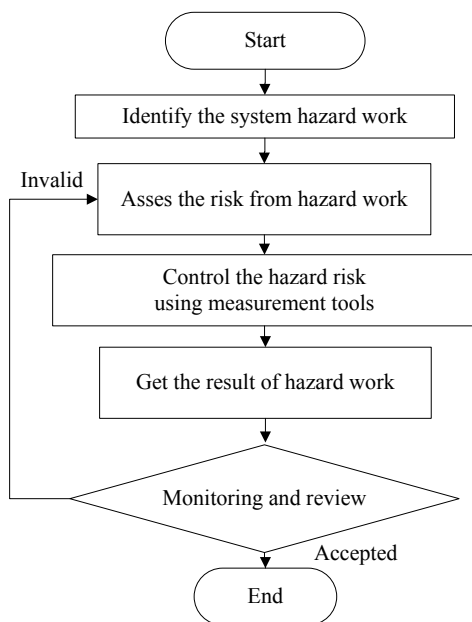 Start
Identify the system hazard work
Invalid
Asses the risk from hazard work
Control the hazard risk
using measurement tools
Get the result of hazard work
Monitoring and review
Accepted
End